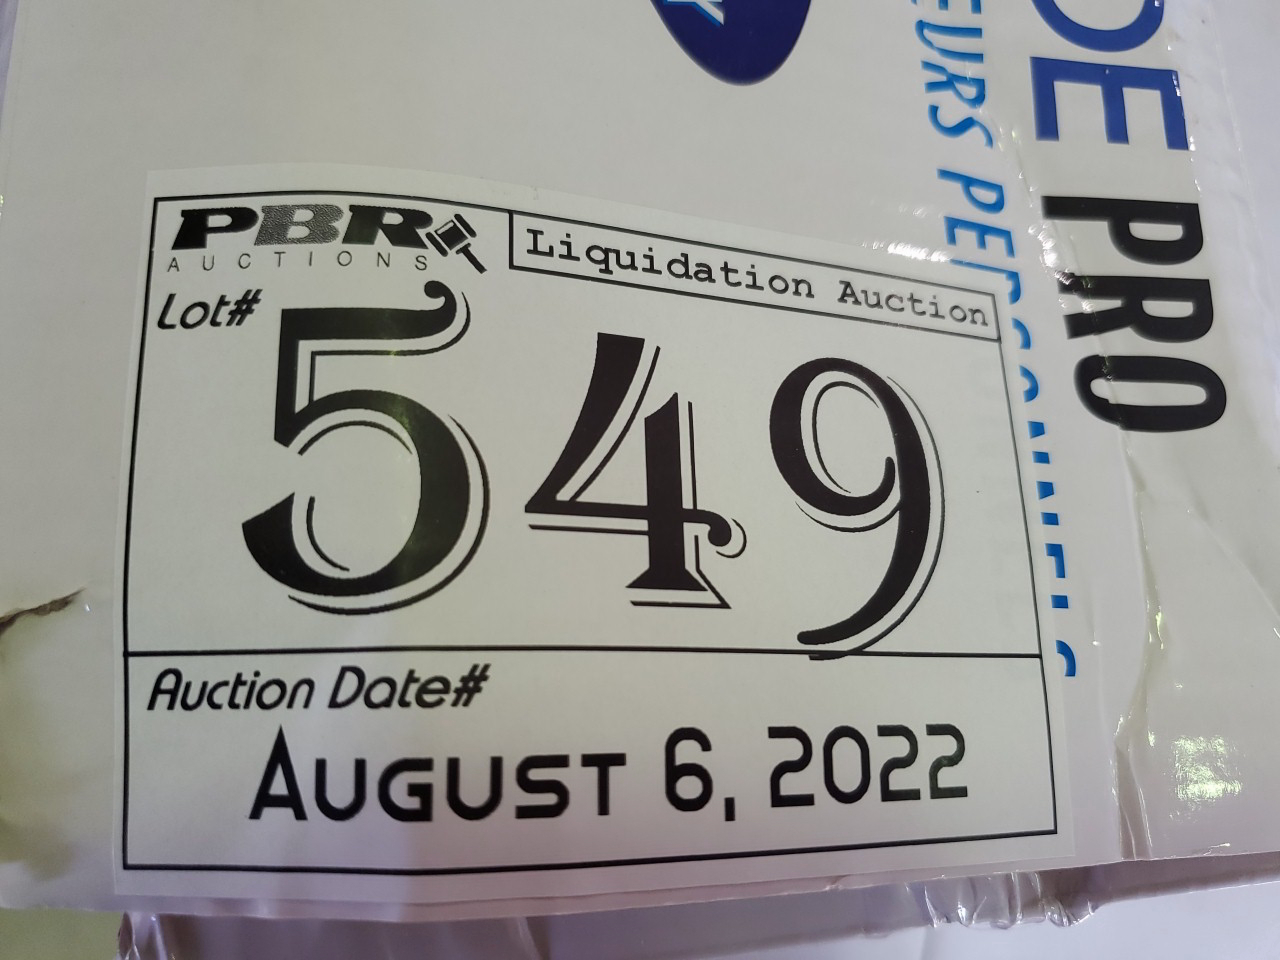 PBR
AUCTIONS
Liquidation Auction
Lot#
549
Auction Date#
AUGUST 6, 2022
PRO